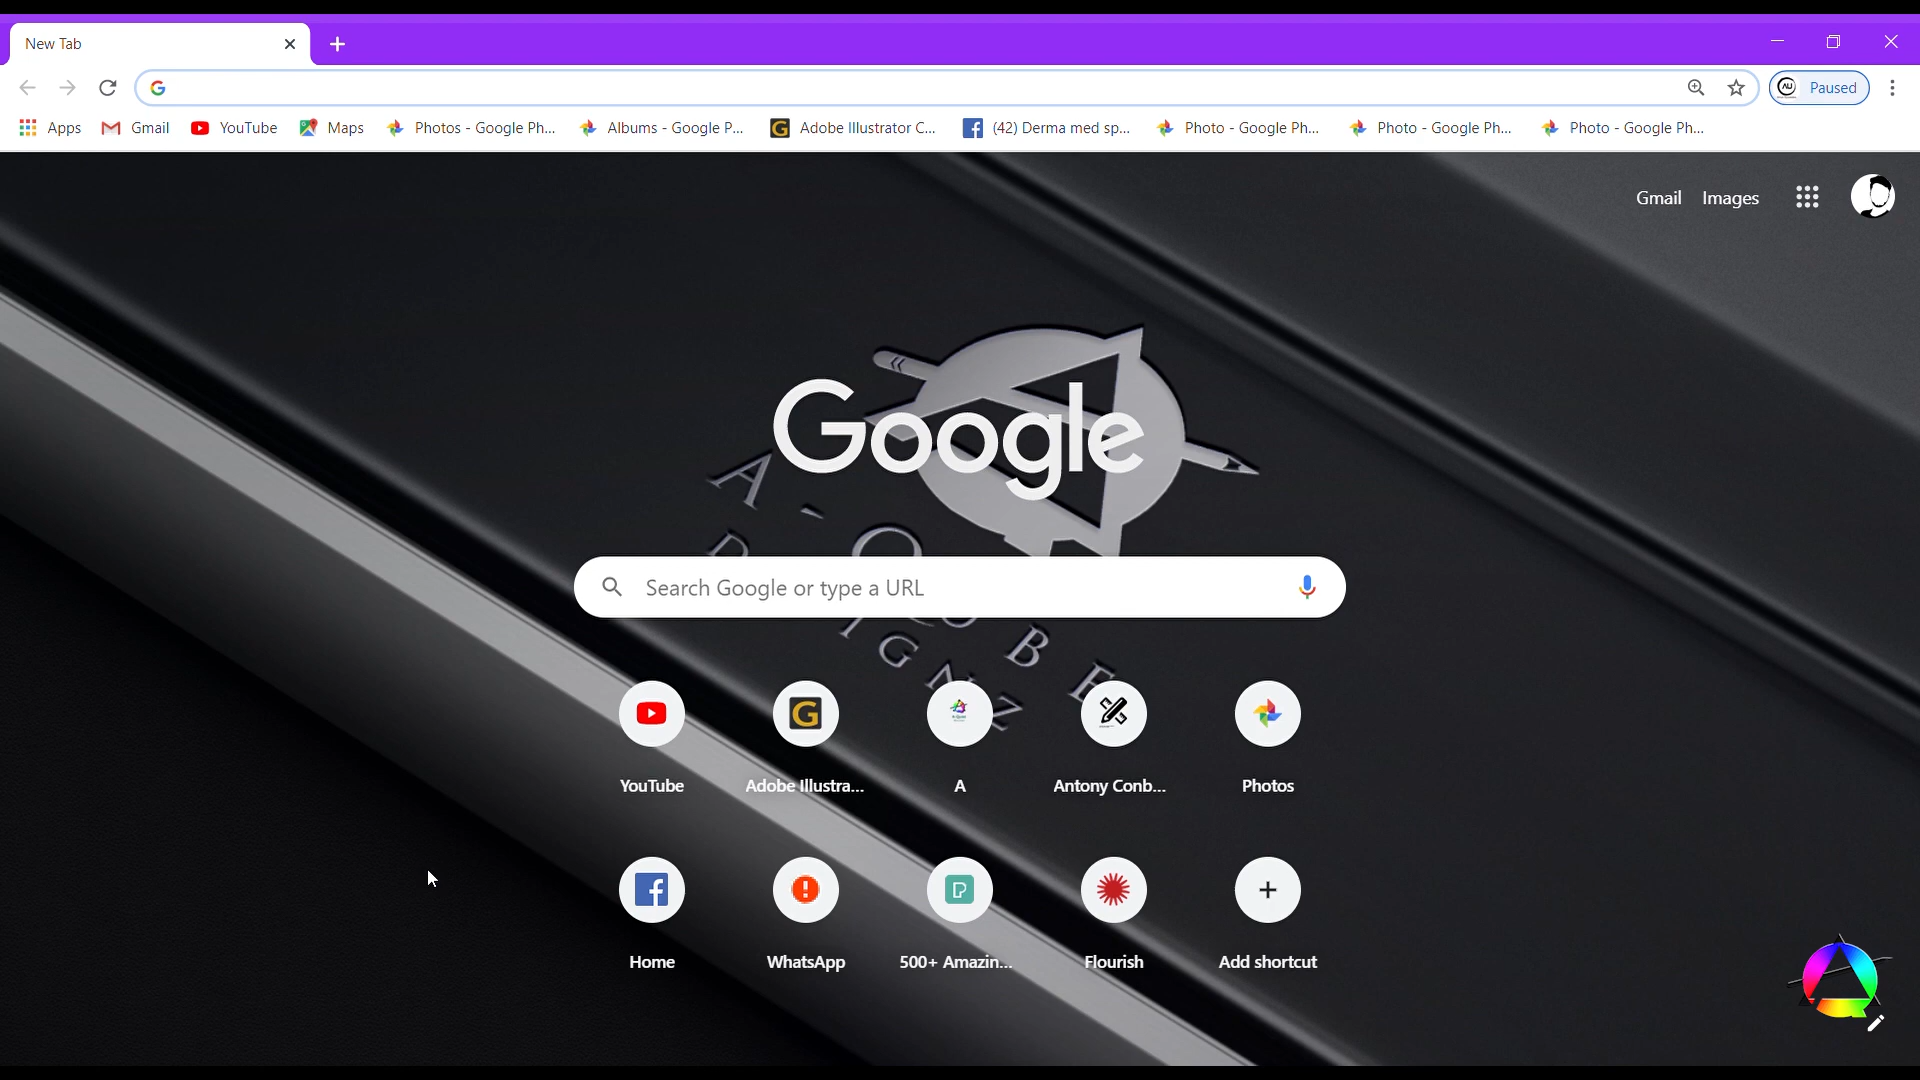 New Tab
Paused
Apps Gmail YouTube Maps Photos - Google Ph... Albums - Google P... Adobe Illustrator C... (42) Derma med sp... Photo - Google Ph... Photo - Google Ph... Photo - Google Ph...
Gmail Images
Google
Search Google or type a URL
YouTube Adobe Illustra... A Antony Conb... Photos
Home WhatsApp 500+ Amazin... Flourish Add shortcut